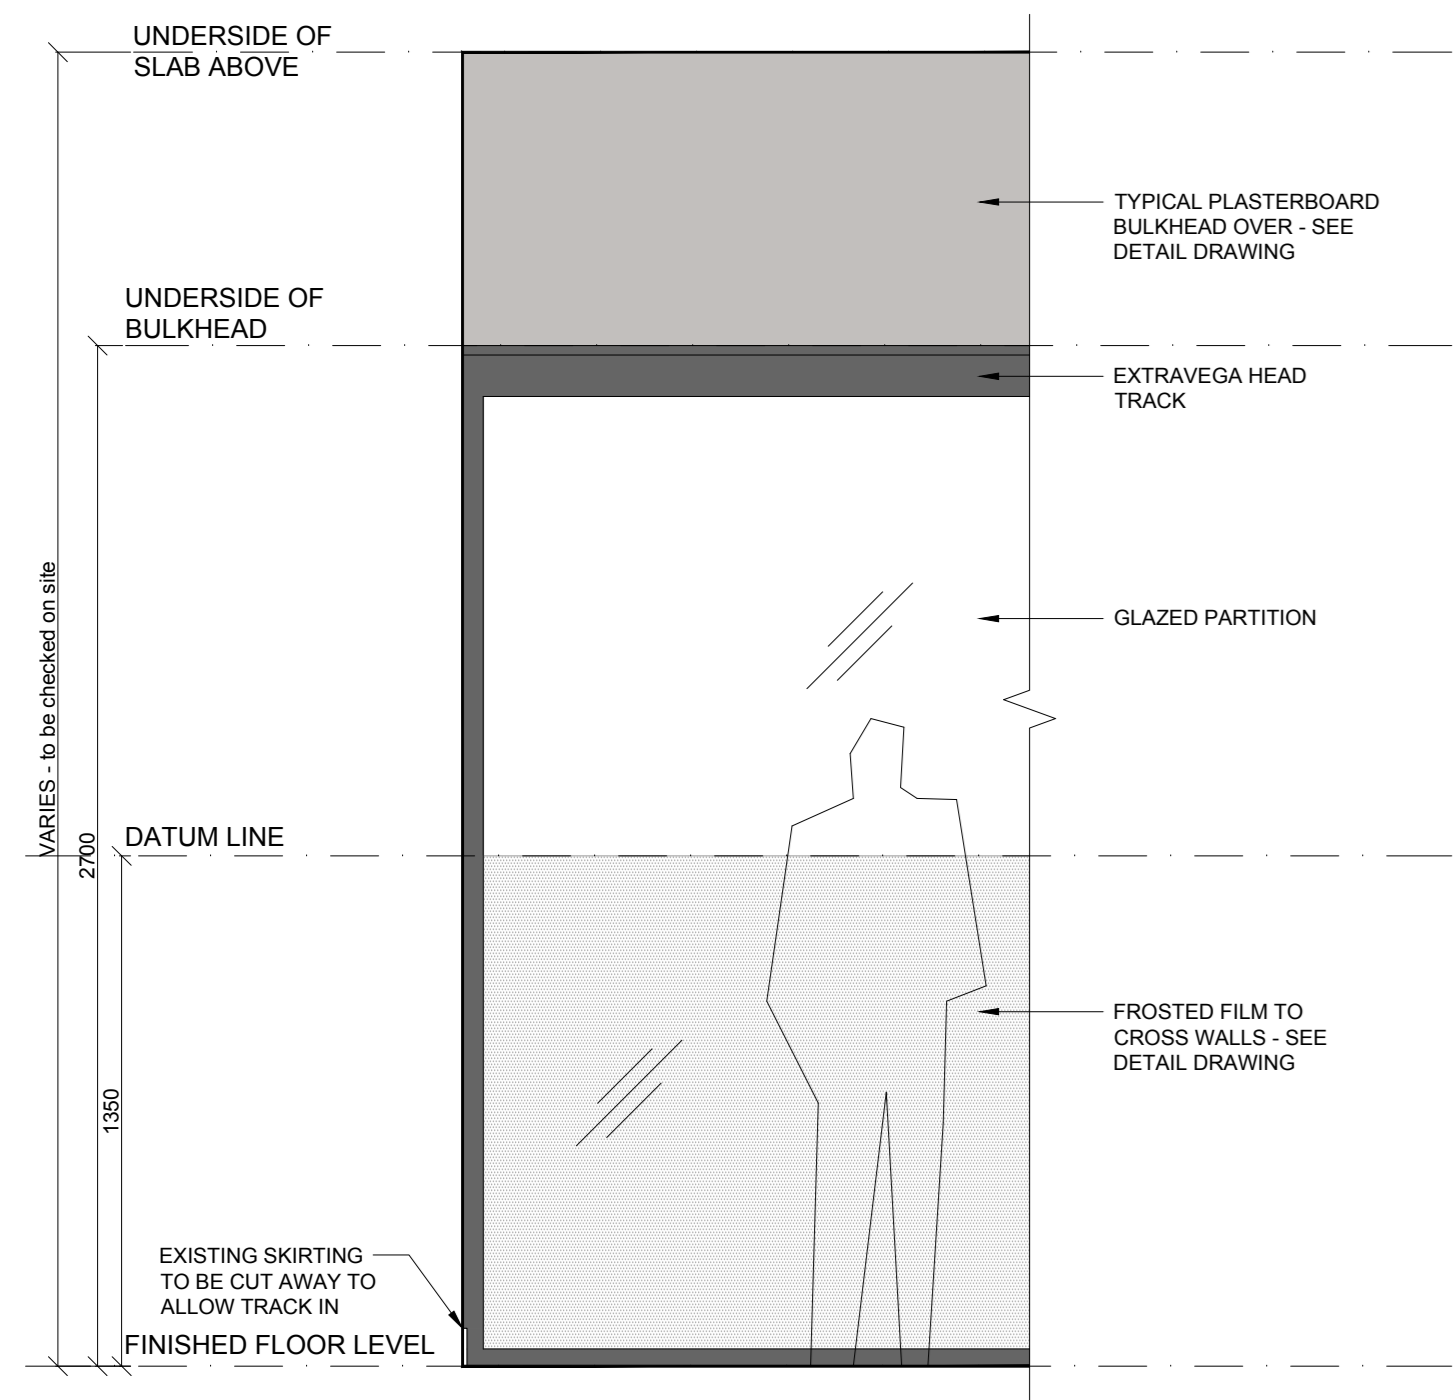 UNDERSIDE OF
SLAB ABOVE
TYPICAL PLASTERBOARD
BULKHEAD OVER - SEE
DETAIL DRAWING
UNDERSIDE OF
BULKHEAD
EXTRAVEGA HEAD
TRACK
GLAZED PARTITION
VARIES - to be checked on site
2700
DATUM LINE
FROSTED FILM TO
CROSS WALLS - SEE
DETAIL DRAWING
1350
EXISTING SKIRTING
TO BE CUT AWAY TO
ALLOW TRACK IN
FINISHED FLOOR LEVEL